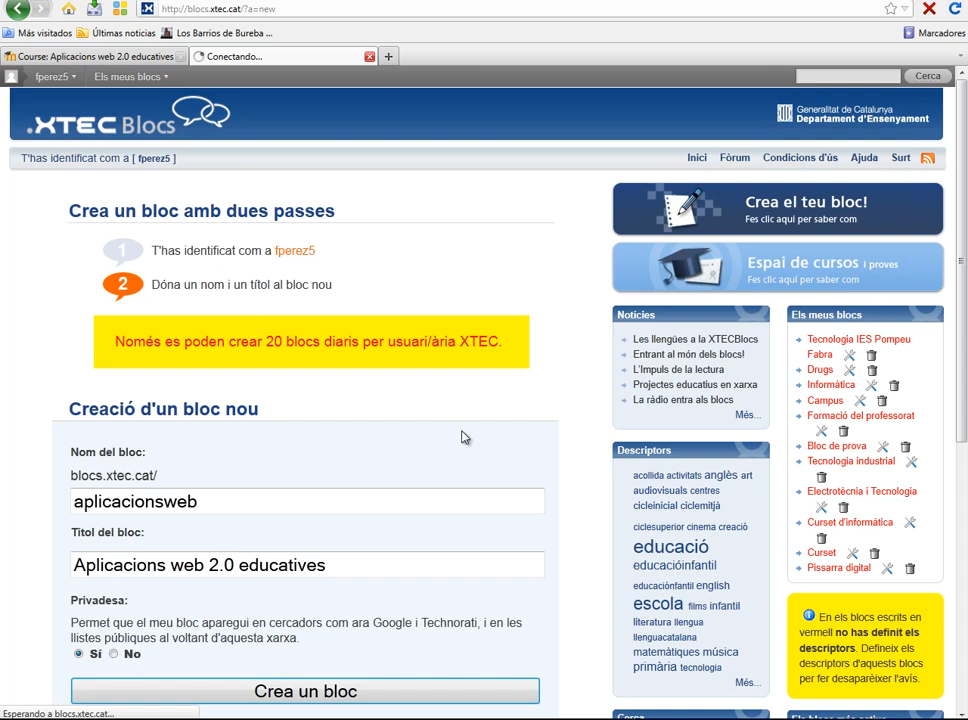 http://blocs.xtec.cat/?a=new
Más visitados
Últimas noticias
Los Barrios de Bureba ...
Marcadores
Course: Aplicacions web 2.0 educatives
Conectando...
fperez5
Els meus blocs
Cerca
.XTEC Blocs
Generalitat de Catalunya
Departament d'Ensenyament
T'has identificat com a [ fperez5 ]
Inici
Fòrum
Condicions d'ús
Ajuda
Surt
Crea un bloc amb dues passes
1
T'has identificat com a fperez5
2
Dóna un nom i un títol al bloc nou
Només es poden crear 20 blocs diaris per usuari/ària XTEC.
Creació d'un bloc nou
Nom del bloc:
blocs.xtec.cat/
aplicacionsweb
Títol del bloc:
Aplicacions web 2.0 educatives
Privadesa:
Permet que el meu bloc aparegui en cercadors com ara Google i Technorati, i en les
llistes públiques al voltant d'aquesta xarxa.
Sí
No
Crea un bloc
Crea el teu bloc!
Fes clic aquí per saber com
Espai de cursos i proves
Fes clic aquí per saber com
Notícies
Les llengües a la XTECBlocs
Entrant al món dels blocs!
L'Impuls de la lectura
Projectes educatius en xarxa
La ràdio entra als blocs
Més...
Descriptors
acollida activitats anglès art
audiovisuals centres
cicleinicial ciclemitjà
ciclesuperior cinema creació
educació
educacióinfantil
educaciònfantil english
escola films infantil
literatura llengua
llenguacatalana
matemàtiques música
primària tecnologia
Més...
Cerca
Els meus blocs
Tecnologia IES Pompeu
Fabra
Drugs
Informàtica
Campus
Formació del professorat
Bloc de prova
Tecnologia industrial
Electrotècnia i Tecnologia
Curset d'informàtica
Curset
Pissarra digital
En els blocs escrits en
vermell no has definit els
descriptors. Defineix els
descriptors d'aquests blocs
per fer desaparèixer l'avís.
Els blocs més actius
Esperando a blocs.xtec.cat...